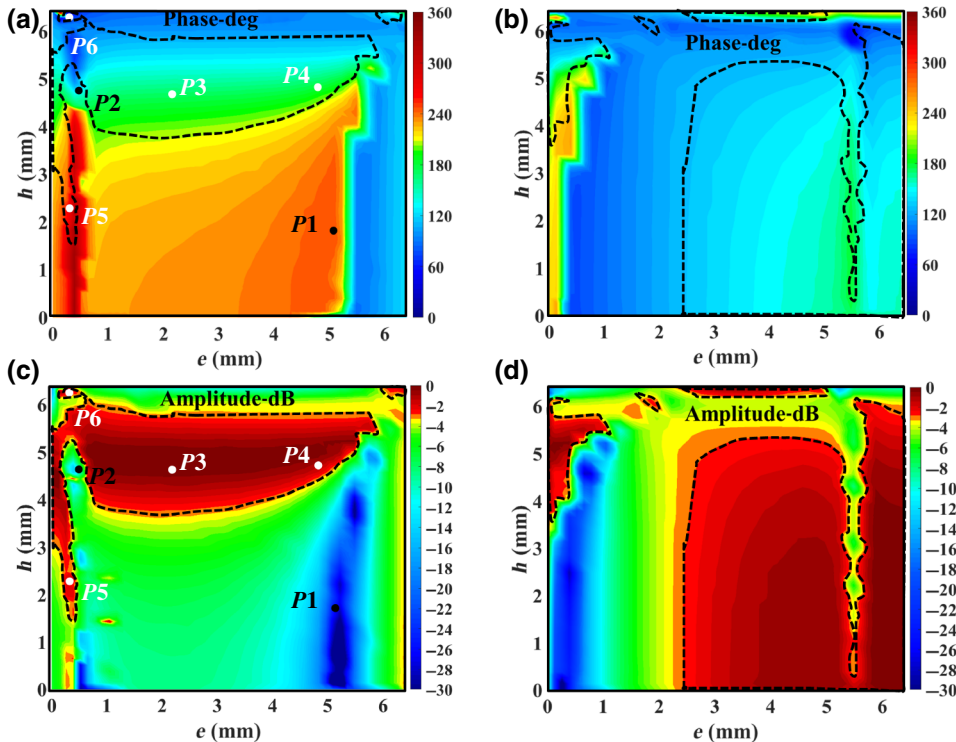 (a)
Phase-deg
P6
P2
P3
P4
P5
P1
h (mm)
6
5
4
3
2
1
0
0 1 2 3 4 5 6
e (mm)
360
300
240
180
120
60
0
(b)
Phase-deg
h (mm)
6
5
4
3
2
1
0
0 1 2 3 4 5 6
e (mm)
360
300
240
180
120
60
0
(c)
Amplitude-dB
P6
P2
P3
P4
P5
P1
h (mm)
6
5
4
3
2
1
0
0 1 2 3 4 5 6
e (mm)
0
−2
−4
−6
−8
−10
−12
−14
−16
−18
−20
−22
−24
−26
−28
−30
(d)
Amplitude-dB
h (mm)
6
5
4
3
2
1
0
0 1 2 3 4 5 6
e (mm)
0
−2
−4
−6
−8
−10
−12
−14
−16
−18
−20
−22
−24
−26
−28
−30